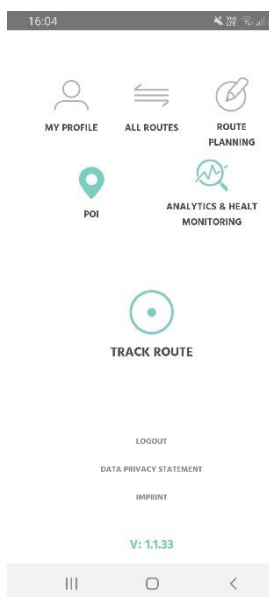 16:04
MY PROFILE
ALL ROUTES
ROUTE
PLANNING
POI
ANALYTICS & HEALT
MONITORING
TRACK ROUTE
LOGOUT
DATA PRIVACY STATEMENT
IMPRINT
V: 1.1.33